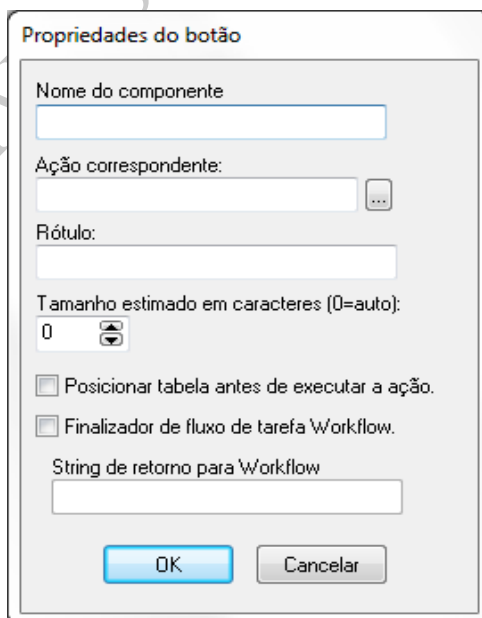 Propriedades do botão
Nome do componente
Ação correspondente:
...
Rótulo:
Tamanho estimado em caracteres (0=auto):
0
Posicionar tabela antes de executar a ação.
Finalizador de fluxo de tarefa Workflow.
String de retorno para Workflow
OK
Cancelar